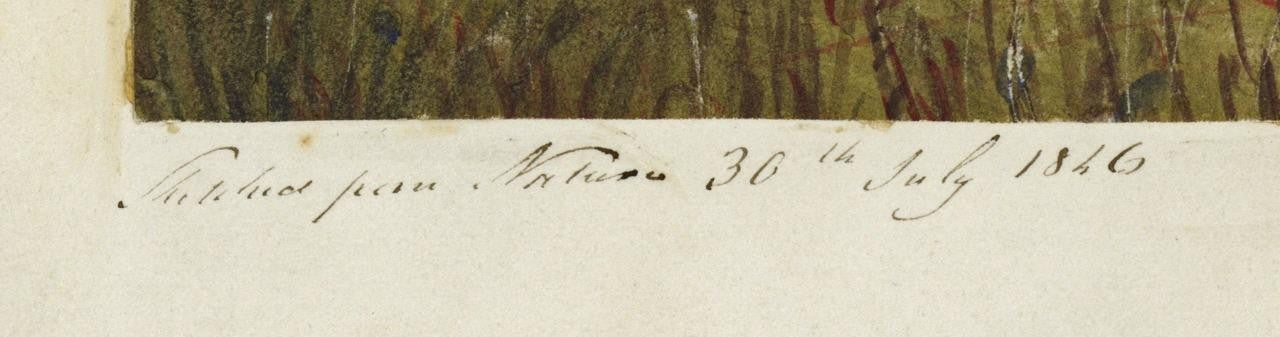 Sketched from Nature 30th July 1846